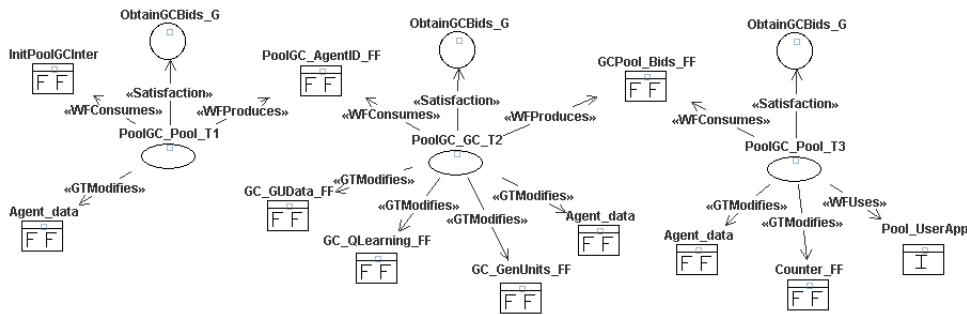 ObtainGCBids_G
ObtainGCBids_G
ObtainGCBids_G
InitPoolGCInter
PoolGC_AgentID_FF
GCPool_Bids_FF
F F
F F
F F
«Satisfaction»
«Satisfaction»
«Satisfaction»
«WFConsumes»
«WFProduces»
«WFConsumes»
«WFProduces»
«WFConsumes»
PoolGC_Pool_T1
PoolGC_GC_T2
PoolGC_Pool_T3
«GTModifies»
GC_GUData_FF
«GTModifies»
«GTModifies»
«GTModifies»
«GTModifies»
«GTModifies»
«GTModifies»
«WFUses»
Agent_data
F F
F F
GC_QLearning_FF
F F
GC_GenUnits_FF
F F
Agent_data
F F
Agent_data
F F
Counter_FF
F F
Pool_UserApp
I